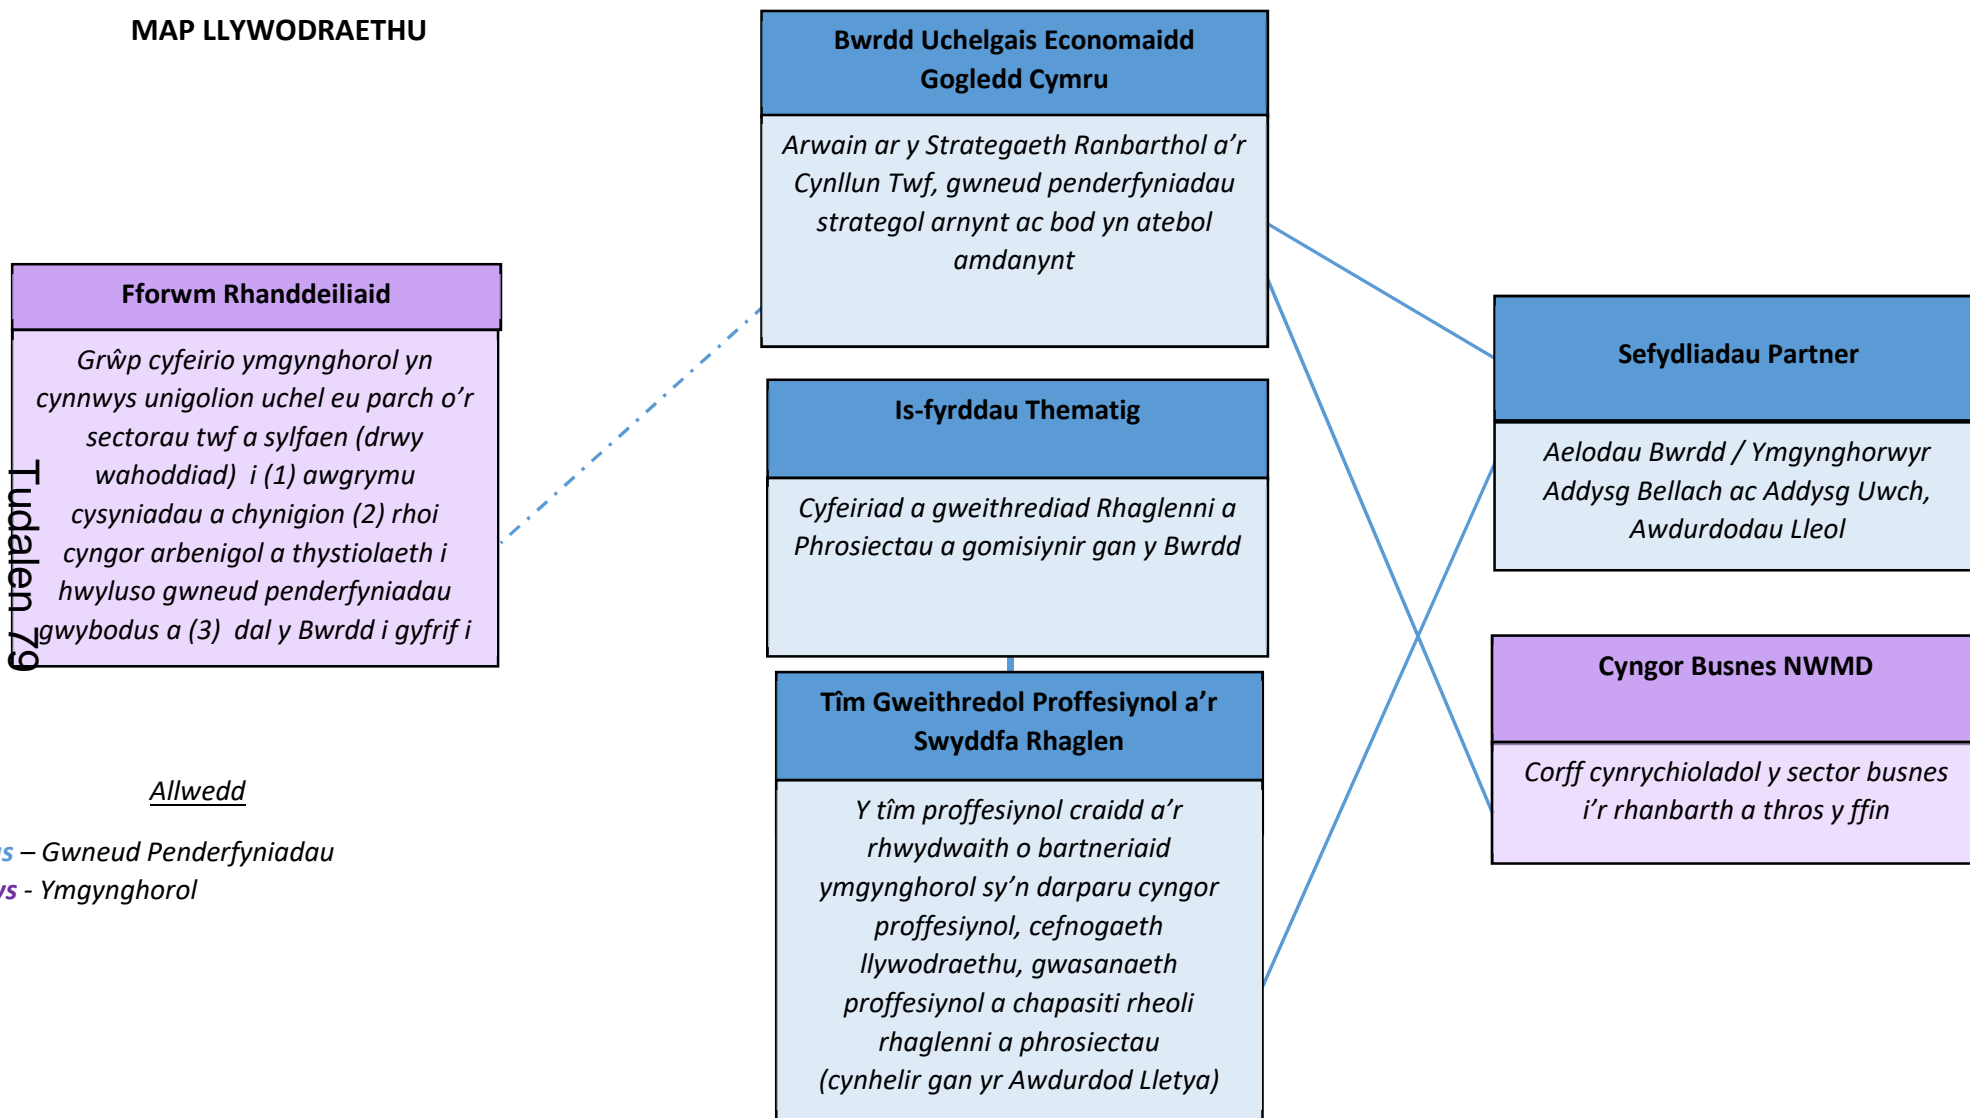 MAP LLYWODRAETHU
Bwrdd Uchelgais Economaidd
Gogledd Cymru
Arwain ar y Strategaeth Ranbarthol a’r
Cynllun Twf, gwneud penderfyniadau
strategol arnynt ac bod yn atebol
amdanynt
Fforwm Rhanddeiliaid
Grŵp cyfeirio ymgynghorol yn
cynnwys unigolion uchel eu parch o’r
sectorau twf a sylfaen (drwy
wahoddiad) i (1) awgrymu
cysyniadau a chynigion (2) rhoi
cyngor arbenigol a thystiolaeth i
hwyluso gwneud penderfyniadau
gwybodus a (3) dal y Bwrdd i gyfrif i
Tudalen 79
Is-fyrddau Thematig
Cyfeiriad a gweithrediad Rhaglenni a
Phrosiectau a gomisiynir gan y Bwrdd
Sefydliadau Partner
Aelodau Bwrdd / Ymgynghorwyr
Addysg Bellach ac Addysg Uwch,
Awdurdodau Lleol
Tîm Gweithredol Proffesiynol a’r
Swyddfa Rhaglen
Y tîm proffesiynol craidd a’r
rhwydwaith o bartneriaid
ymgynghorol sy’n darparu cyngor
proffesiynol, cefnogaeth
llywodraethu, gwasanaeth
proffesiynol a chapasiti rheoli
rhaglenni a phrosiectau
(cynhelir gan yr Awdurdod Lletya)
Cyngor Busnes NWMD
Corff cynrychioladol y sector busnes
i’r rhanbarth a thros y ffin
Allwedd
– Gwneud Penderfyniadau
- Ymgynghorol